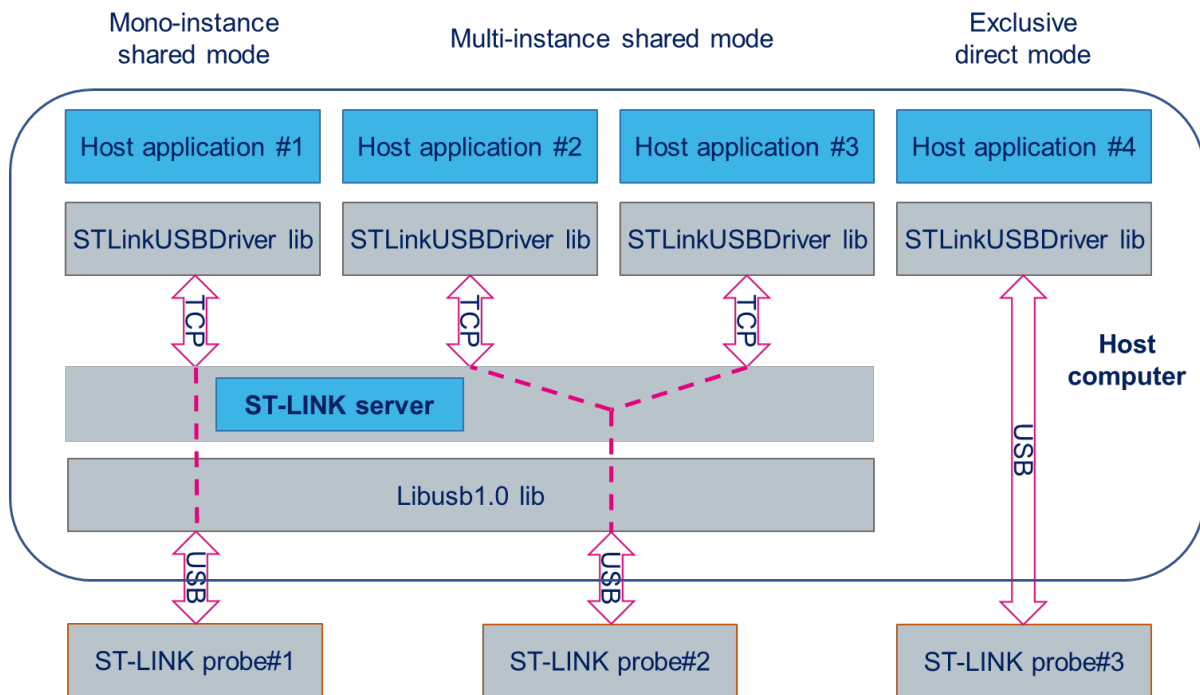 Mono-instance
shared mode
Multi-instance shared mode
Exclusive
direct mode
Host application #1
Host application #2
Host application #3
Host application #4
STLinkUSBDriver lib
STLinkUSBDriver lib
STLinkUSBDriver lib
STLinkUSBDriver lib
TCP
TCP
TCP
Host
computer
ST-LINK server
USB
Libusb1.0 lib
USB
USB
ST-LINK probe#1
ST-LINK probe#2
ST-LINK probe#3